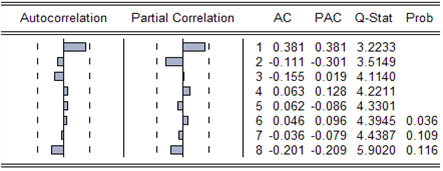 Autocorrelation Partial Correlation AC PAC Q-Stat Prob
1 0.381 0.381 3.2233
2 -0.111 -0.301 3.5149
3 -0.155 0.019 4.1140
4 0.063 0.128 4.2211
5 0.062 -0.086 4.3301
6 0.046 0.096 4.3945 0.036
7 -0.036 -0.079 4.4387 0.109
8 -0.201 -0.209 5.9020 0.116